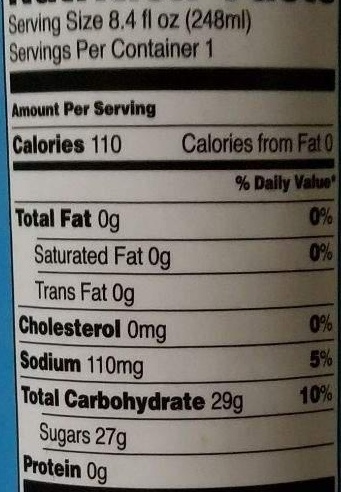 Serving Size 8.4 fl oz (248ml)
Servings Per Container 1
Amount Per Serving
Calories 110 Calories from Fat 0
% Daily Value*
Total Fat 0g 0%
Saturated Fat 0g 0%
Trans Fat 0g
Cholesterol 0mg 0%
Sodium 110mg 5%
Total Carbohydrate 29g 10%
Sugars 27g
Protein 0g